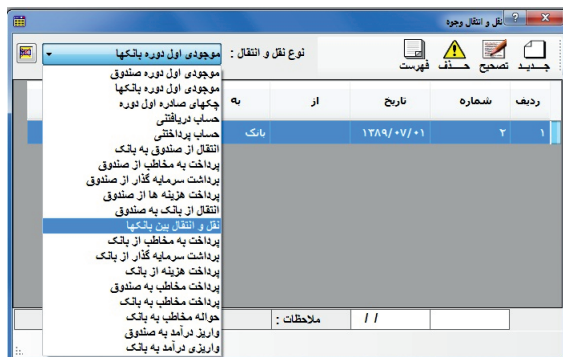 نقل و انتقال وجوه
جـــدیـــد
تصحیح
حـــذف
فهرست
نوع نقل و انتقال :
موجودی اول دوره بانکها
موجودی اول دوره صندوق
موجودی اول دوره بانکها
چکهای صادره اول دوره
حساب دریافتنی
حساب پرداختنی
انتقال از صندوق به بانک
پرداخت به مخاطب از صندوق
برداشت سرمایه گذار از صندوق
پرداخت هزینه ها از صندوق
انتقال از بانک به صندوق
نقل و انتقال بین بانکها
پرداخت به مخاطب از بانک
برداشت سرمایه گذار از بانک
پرداخت هزینه از بانک
پرداخت مخاطب به صندوق
پرداخت مخاطب به بانک
حواله مخاطب به بانک
واریز درآمد به صندوق
واریزی درآمد به بانک
ردیف شماره تاریخ از به
۱ ۲ ۱۳۸۹/۰۷/۰۱ بانک
/ / ملاحظات :